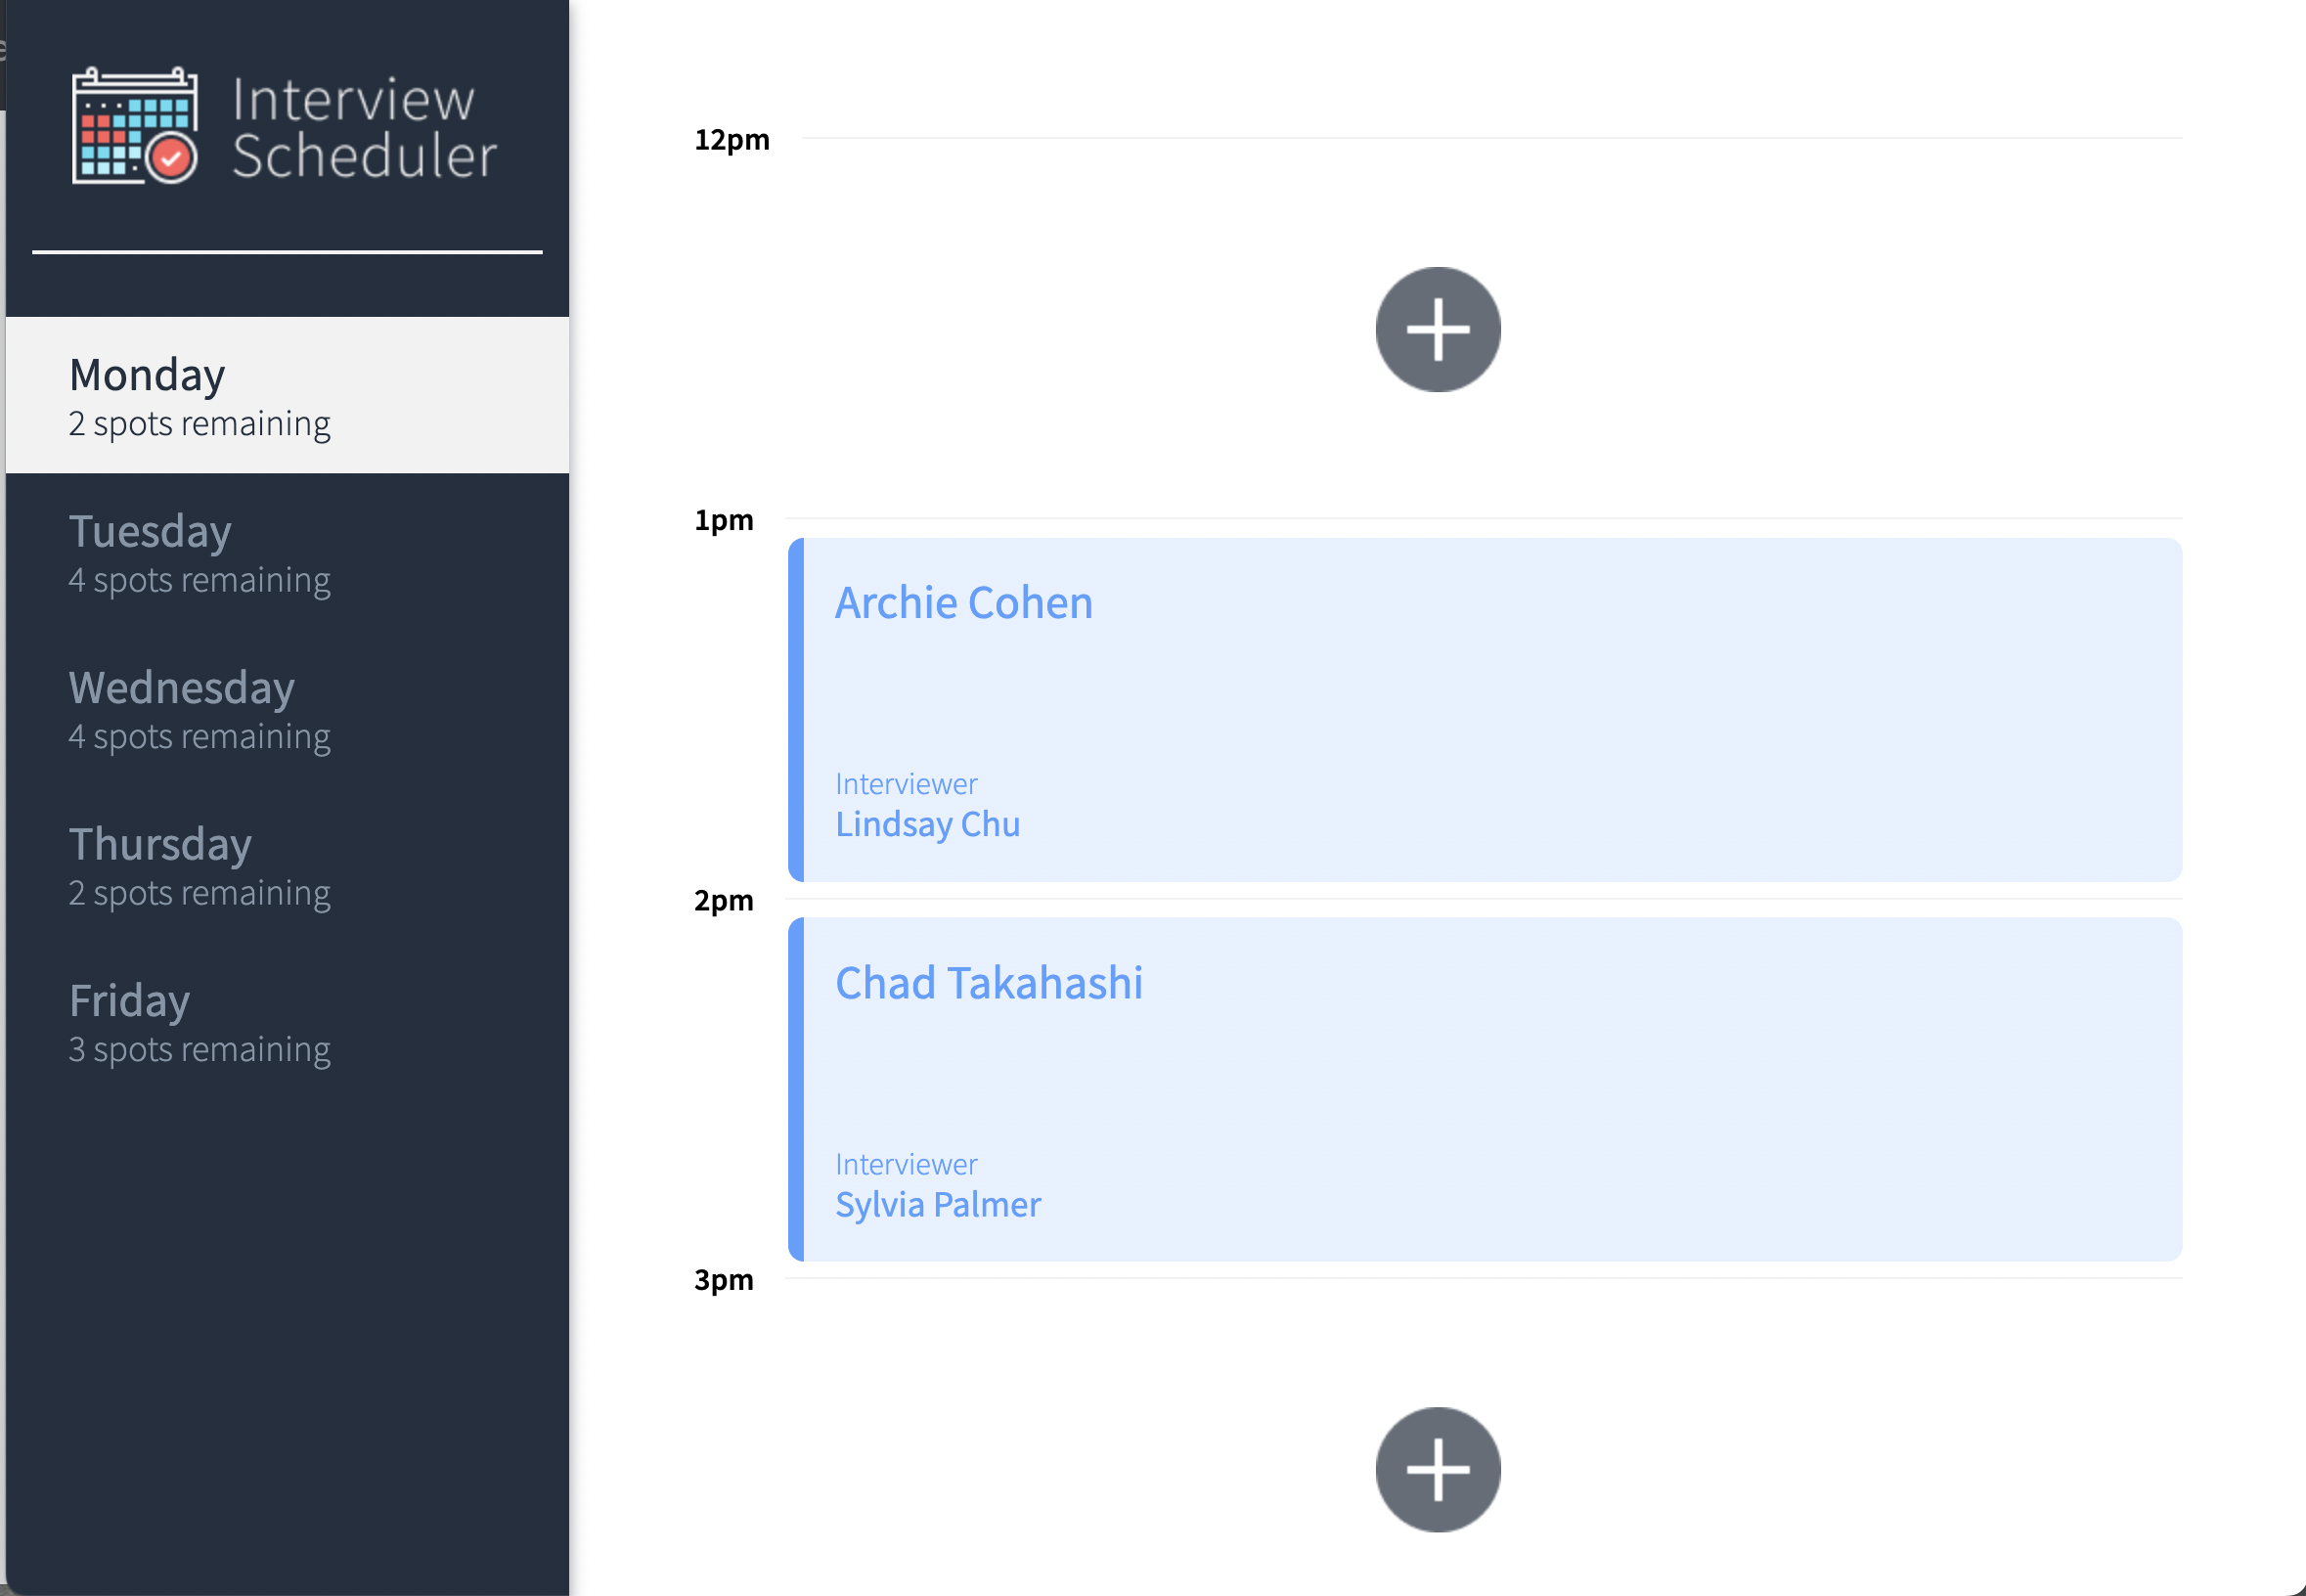 Interview
Scheduler
Monday
2 spots remaining
Tuesday
4 spots remaining
Wednesday
4 spots remaining
Thursday
2 spots remaining
Friday
3 spots remaining
12pm
1pm
Archie Cohen
Interviewer
Lindsay Chu
2pm
Chad Takahashi
Interviewer
Sylvia Palmer
3pm